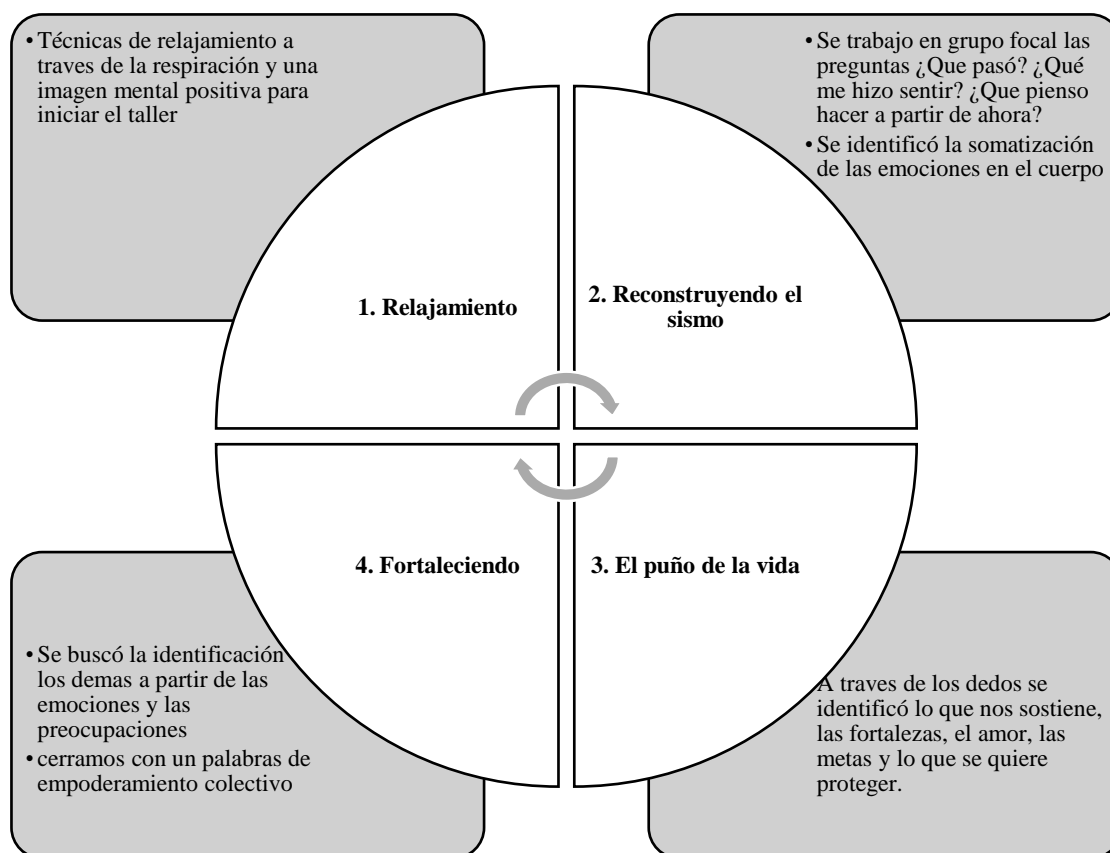 • Técnicas de relajamiento a
traves de la respiración y una
imagen mental positiva para
iniciar el taller
• Se trabajo en grupo focal las
preguntas ¿Que pasó? ¿Qué
me hizo sentir? ¿Que pienso
hacer a partir de ahora?
• Se identificó la somatización
de las emociones en el cuerpo
1. Relajamiento
2. Reconstruyendo el
sismo
4. Fortaleciendo
3. El puño de la vida
• Se buscó la identificación
los demas a partir de las
emociones y las
preocupaciones
• cerramos con un palabras de
empoderamiento colectivo
A traves de los dedos se
identificó lo que nos sostiene,
las fortalezas, el amor, las
metas y lo que se quiere
proteger.